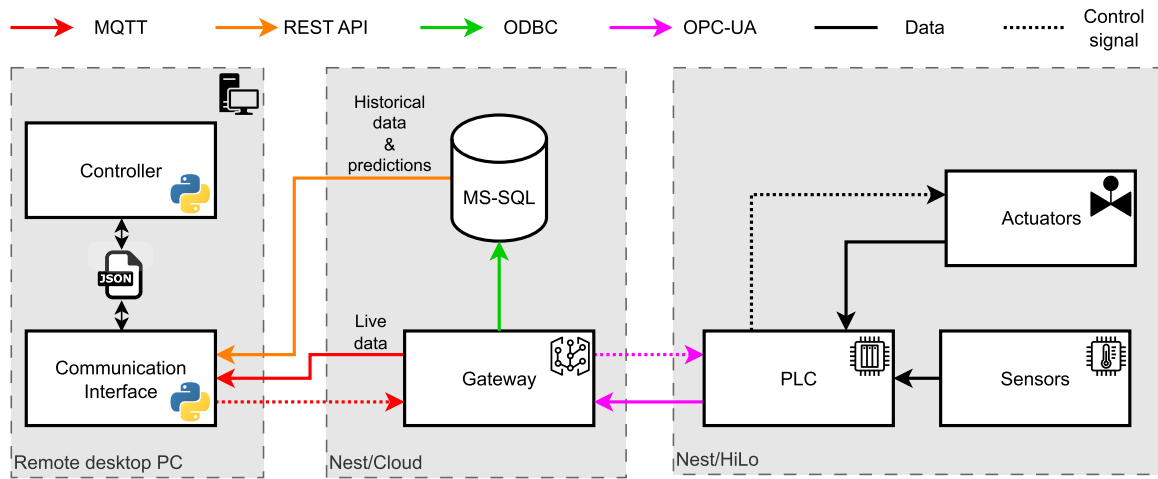 MQTT
REST API
ODBC
OPC-UA
Data
Control
signal
Controller
JSON
Communication
Interface
Remote desktop PC
Historical
data
&
predictions
MS-SQL
Live
data
Gateway
Nest/Cloud
Actuators
PLC
Sensors
Nest/HiLo